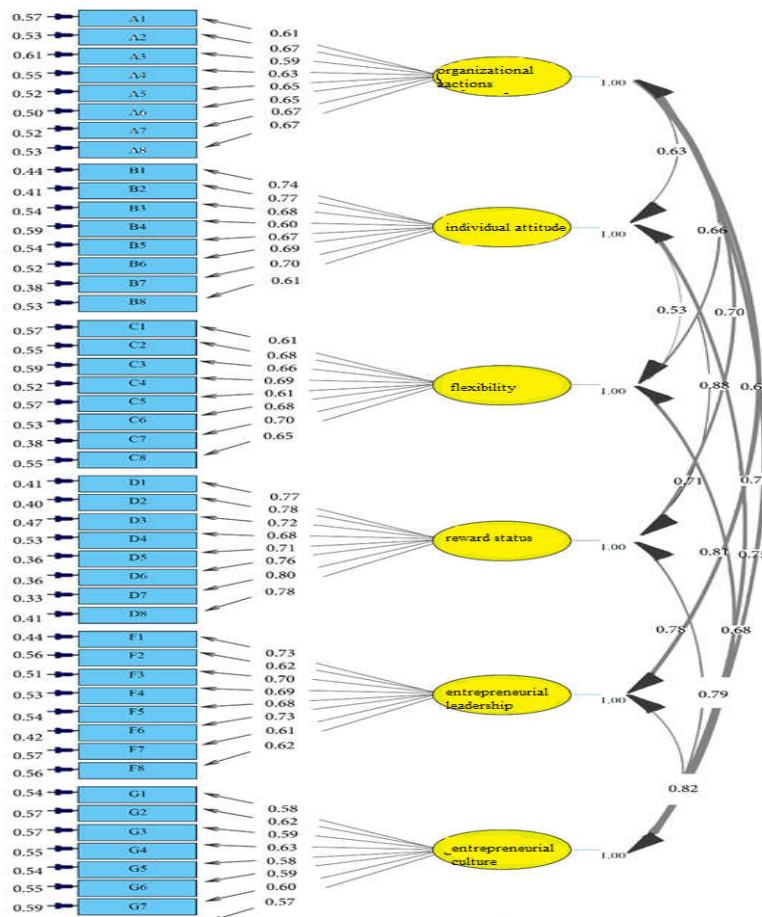 0.57 A1
0.53 A2
0.61 A3
0.55 A4
0.52 A5
0.50 A6
0.52 A7
0.53 A8
0.61
0.67
0.59
0.63
0.65
0.65
0.67
0.67
organizational
aactions
1.00
0.44 B1
0.41 B2
0.54 B3
0.59 B4
0.54 B5
0.52 B6
0.38 B7
0.53 B8
0.74
0.77
0.68
0.60
0.67
0.69
0.70
0.61
individual attitude
1.00
0.57 C1
0.55 C2
0.59 C3
0.52 C4
0.57 C5
0.53 C6
0.38 C7
0.55 C8
0.61
0.68
0.66
0.69
0.61
0.68
0.70
0.65
flexibility
1.00
0.41 D1
0.40 D2
0.47 D3
0.53 D4
0.36 D5
0.36 D6
0.33 D7
0.41 D8
0.77
0.78
0.72
0.68
0.71
0.76
0.80
0.78
reward status
1.00
0.44 F1
0.56 F2
0.51 F3
0.53 F4
0.54 F5
0.42 F6
0.57 F7
0.56 F8
0.73
0.62
0.70
0.69
0.68
0.73
0.61
0.62
entrepreneurial
leadership
1.00
0.54 G1
0.57 G2
0.57 G3
0.55 G4
0.54 G5
0.55 G6
0.59 G7
0.58
0.62
0.59
0.63
0.58
0.59
0.60
0.57
entrepreneurial
culture
1.00
0.63
0.66
0.53
0.70
0.88
0.71
0.81
0.78
0.68
0.79
0.82